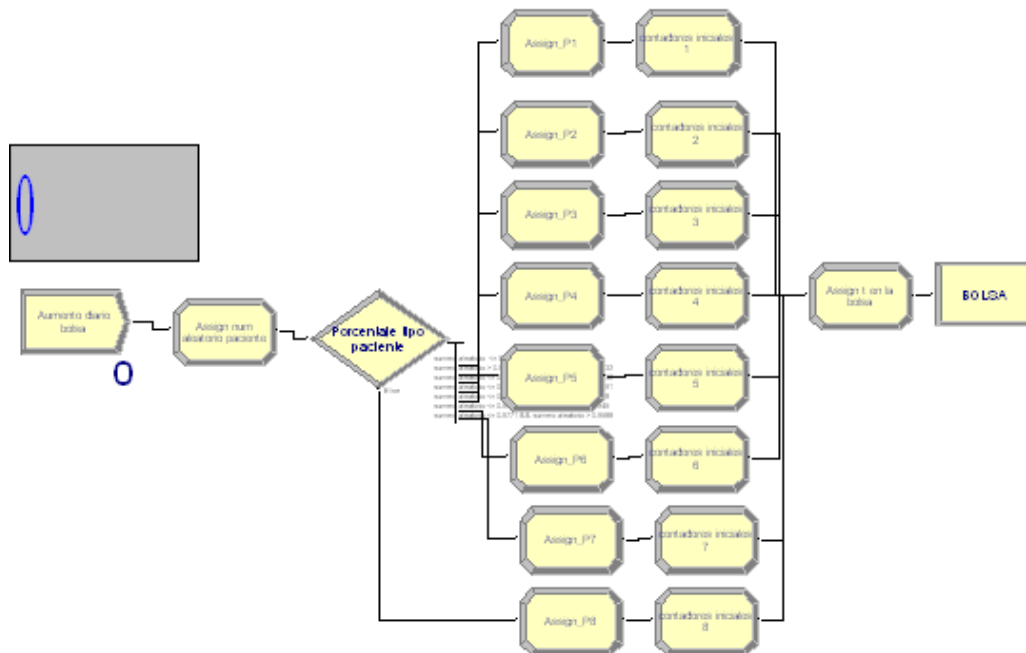 Assign_P1
contadores iniciales
1
Assign_P2
contadores iniciales
2
Assign_P3
contadores iniciales
3
Aumento diario
bolsa
0
Assign num
aleatorio paciente
Porcentaje tipo
paciente
False
Assign_P4
contadores iniciales
4
Assign t en la
bolsa
BOLSA
Assign_P5
contadores iniciales
5
Assign_P6
contadores iniciales
6
Assign_P7
contadores iniciales
7
Assign_P8
contadores iniciales
8